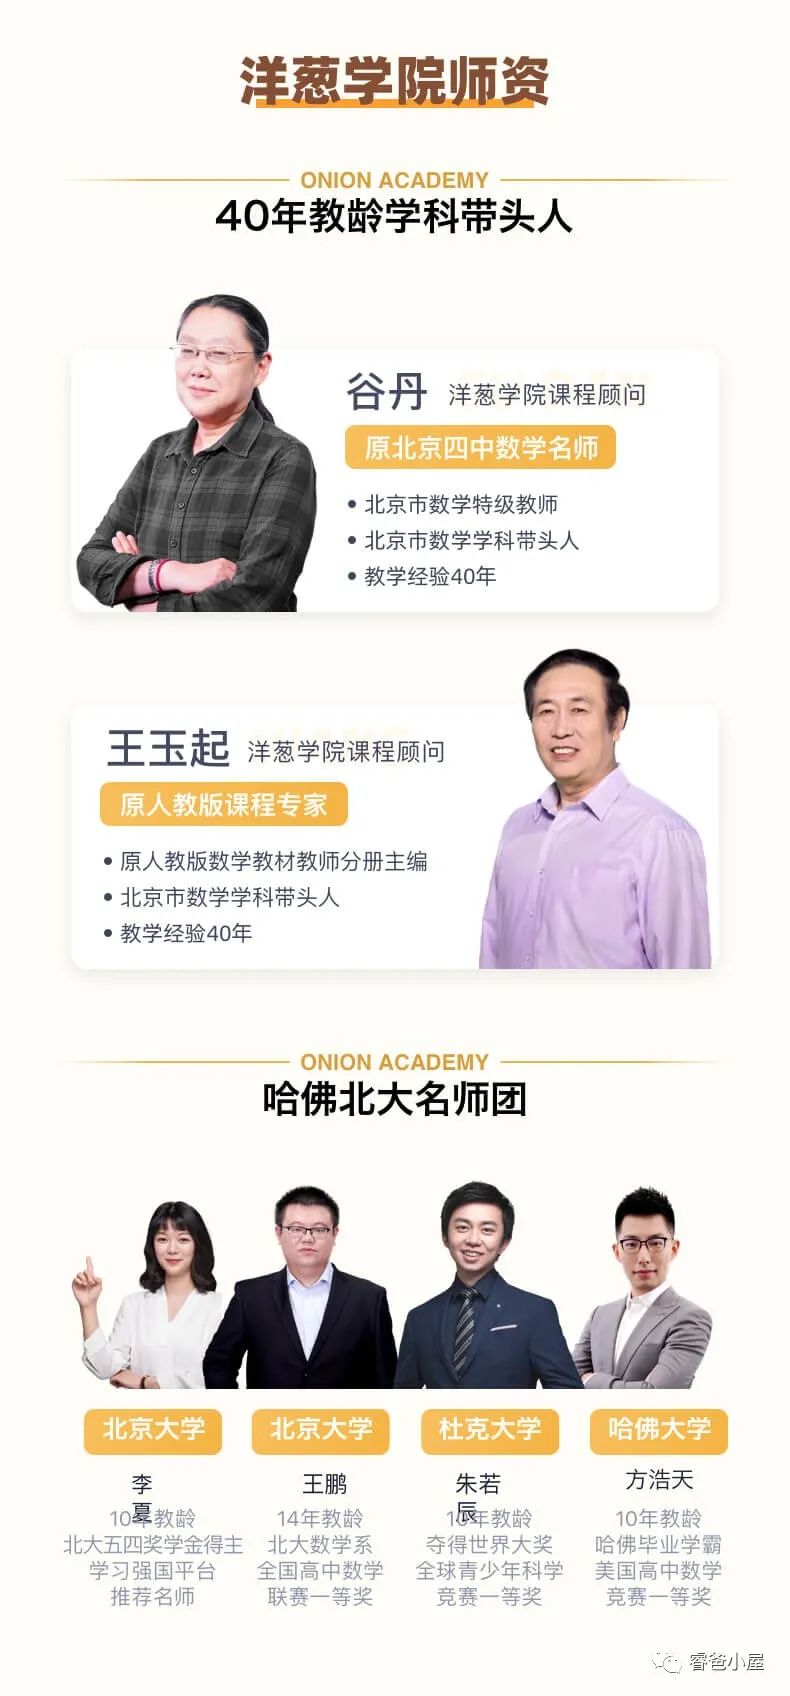 洋葱学院师资
ONION ACADEMY
40年教龄学科带头人
谷丹 洋葱学院课程顾问
原北京四中数学名师
• 北京市数学特级教师
• 北京市数学学科带头人
• 教学经验40年
王玉起 洋葱学院课程顾问
原人教版课程专家
• 原人教版数学教材教师分册主编
• 北京市数学学科带头人
• 教学经验40年
ONION ACADEMY
哈佛北大名师团
北京大学
李
夏
10年教龄
北大五四奖学金得主
学习强国平台
推荐名师
北京大学
王鹏
14年教龄
北大数学系
全国高中数学
联赛一等奖
杜克大学
朱若
辰
年教龄
夺得世界大奖
全球青少年科学
竞赛一等奖
哈佛大学
方浩天
10年教龄
哈佛毕业学霸
美国高中数学
竞赛一等奖
睿爸小屋